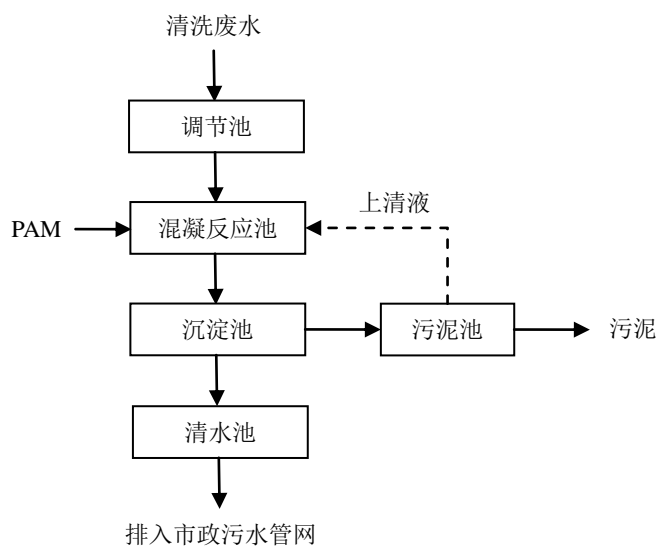 清洗废水
调节池
上清液
PAM
混凝反应池
沉淀池
污泥池
污泥
清水池
排入市政污水管网